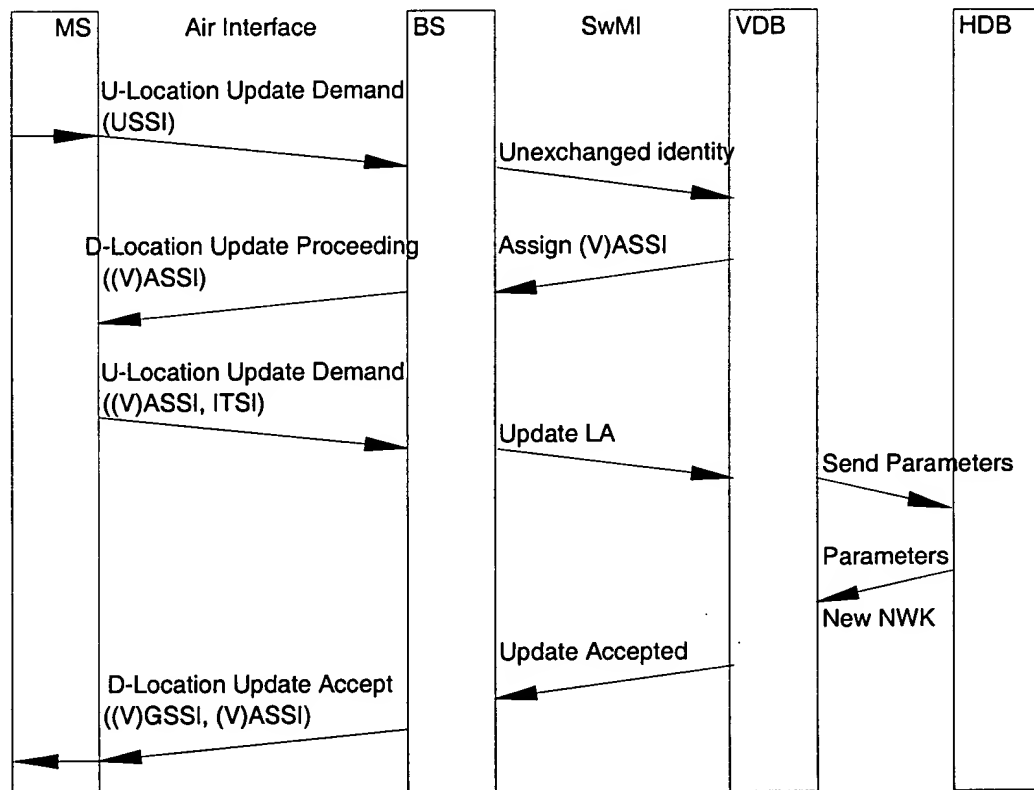 MS Air Interface BS SwMI VDB HDB
U-Location Update Demand
(USSI)
Unexchanged identity
D-Location Update Proceeding
((V)ASSI)
Assign (V)ASSI
U-Location Update Demand
((V)ASSI, ITSI)
Update LA
Send Parameters
Parameters
New NWK
Update Accepted
D-Location Update Accept
((V)GSSI, (V)ASSI)